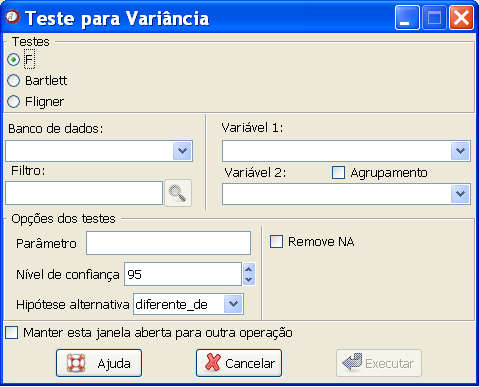 Teste para Variância
Testes
F
Bartlett
Fligner
Banco de dados:
Variável 1:
Filtro:
Variável 2:
Agrupamento
Opções dos testes
Parâmetro
Remove NA
Nível de confiança 95
Hipótese alternativa diferente_de
Manter esta janela aberta para outra operação
Ajuda
Cancelar
Executar